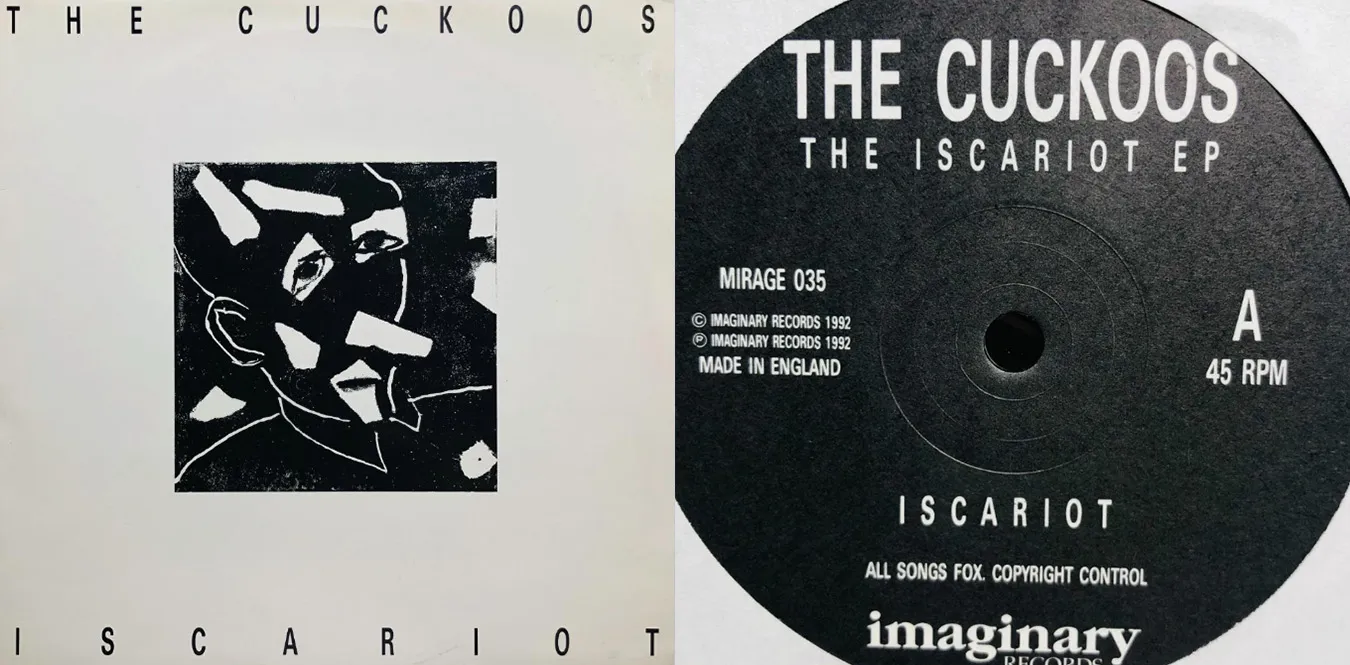 THE CUCKOOS
ISCARIOT
THE CUCKOOS
THE ISCARIOT EP
MIRAGE 035
© IMAGINARY RECORDS 1992
℗ IMAGINARY RECORDS 1992
MADE IN ENGLAND
A
45 RPM
ISCARIOT
ALL SONGS FOX. COPYRIGHT CONTROL
imaginary
RECORDS